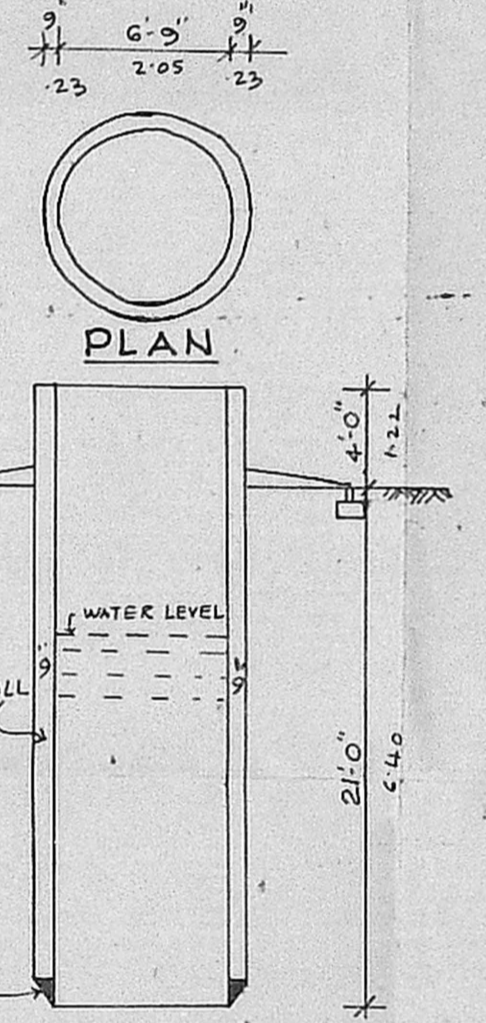 9" 6'-9" 9"
.23 2.05 .23
PLAN
4'-0"
1.22
WATER LEVEL
9" 9"
LL
21'-0"
6.40